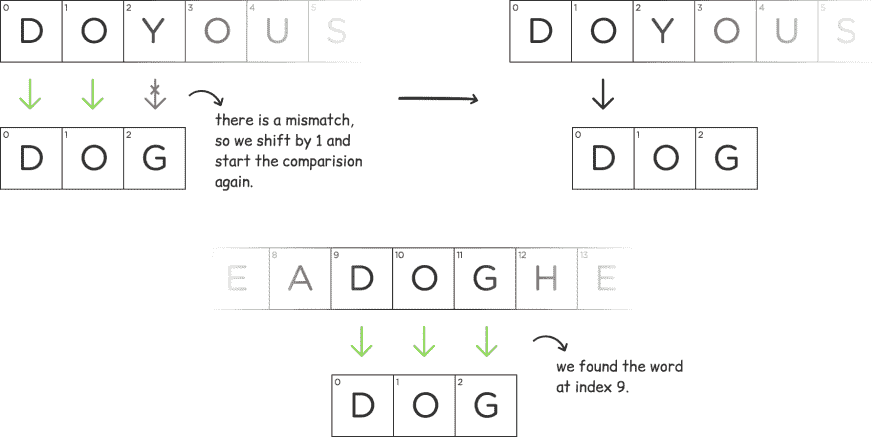 0 1 2 3 4 5
D O Y O U S
0 1 2
D O G
there is a mismatch,
so we shift by 1 and
start the comparision
again.
0 1 2 3 4 5
D O Y O U S
0 1 2
D O G
8 9 10 11 12 13
E A D O G H E
0 1 2
D O G
we found the word
at index 9.